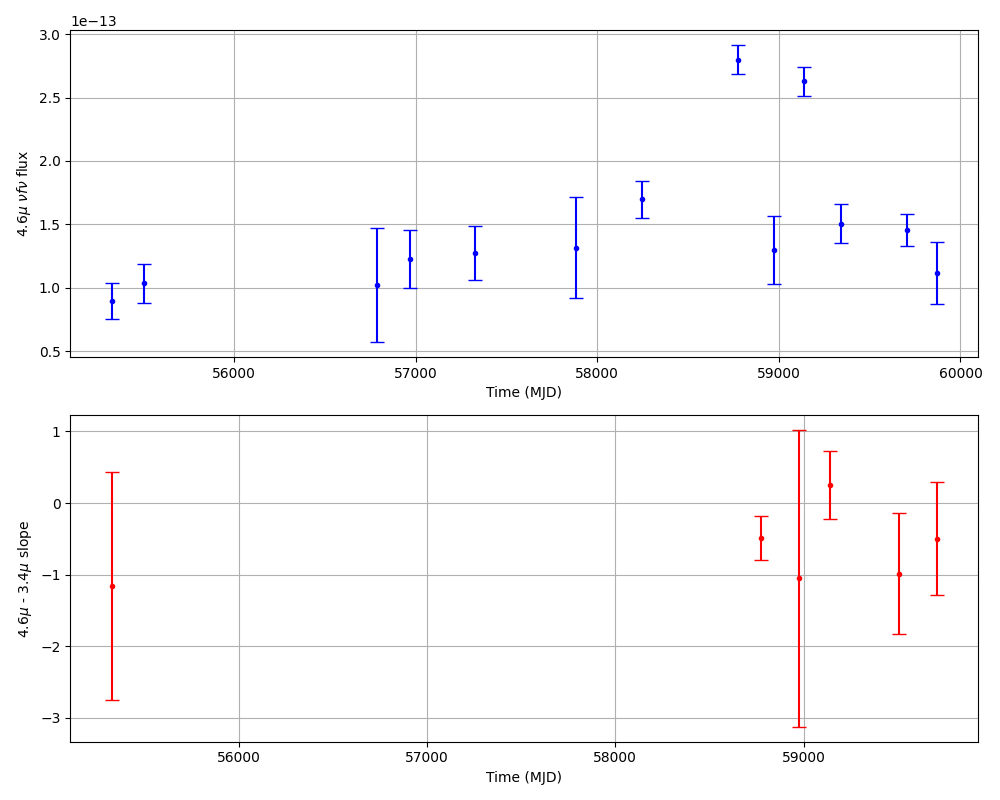 1e−13
3.0
2.5
2.0
1.5
1.0
0.5
4.6μ νfν flux
56000 57000 58000 59000 60000
Time (MJD)
1
0
−1
−2
−3
4.6μ - 3.4μ slope
56000 57000 58000 59000
Time (MJD)